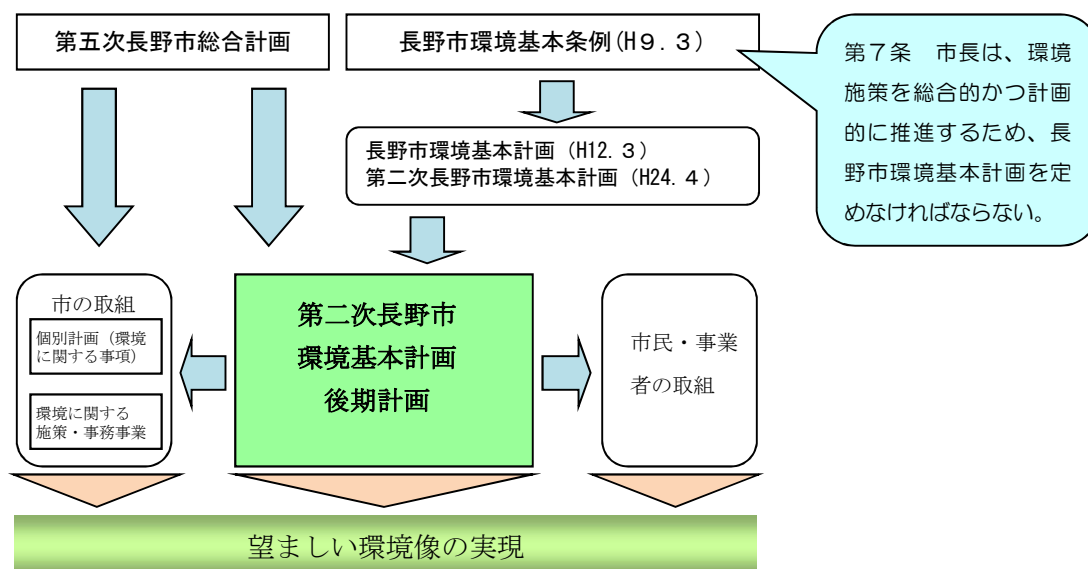 第五次長野市総合計画
長野市環境基本条例(H9.3)
第7条　市長は、環境
施策を総合的かつ計画
的に推進するため、長
野市環境基本計画を定
めなければならない。
長野市環境基本計画（H12.3）
第二次長野市環境基本計画（H24.4）
市の取組
個別計画（環境
に関する事項）
環境に関する
施策・事務事業
第二次長野市
環境基本計画
後期計画
市民・事業
者の取組
望ましい環境像の実現